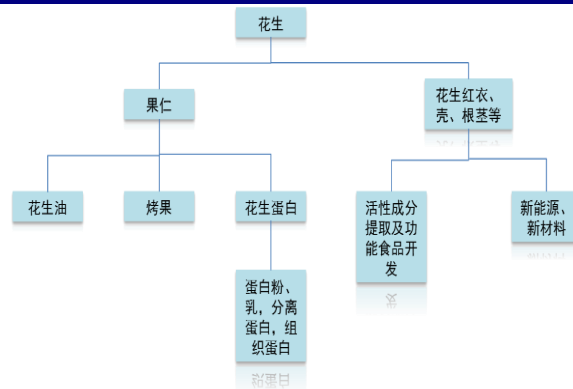 花生
果仁
花生红衣、
壳、根茎等
花生油
烤果
花生蛋白
活性成分
提取及功
能食品开
发
新能源、
新材料
蛋白粉、
乳，分离
蛋白，组
织蛋白